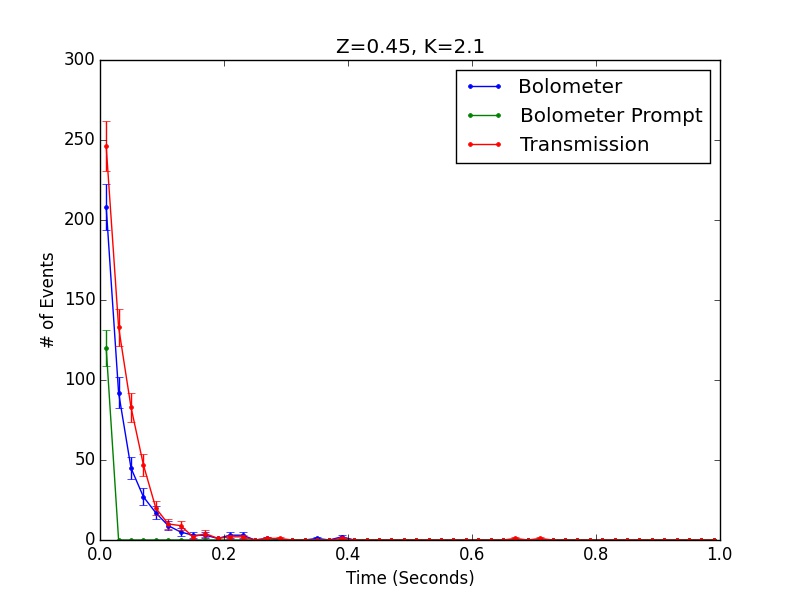 Z=0.45, K=2.1
300
250
200
150
100
50
0
# of Events
Bolometer
Bolometer Prompt
Transmission
0.0 0.2 0.4 0.6 0.8 1.0
Time (Seconds)